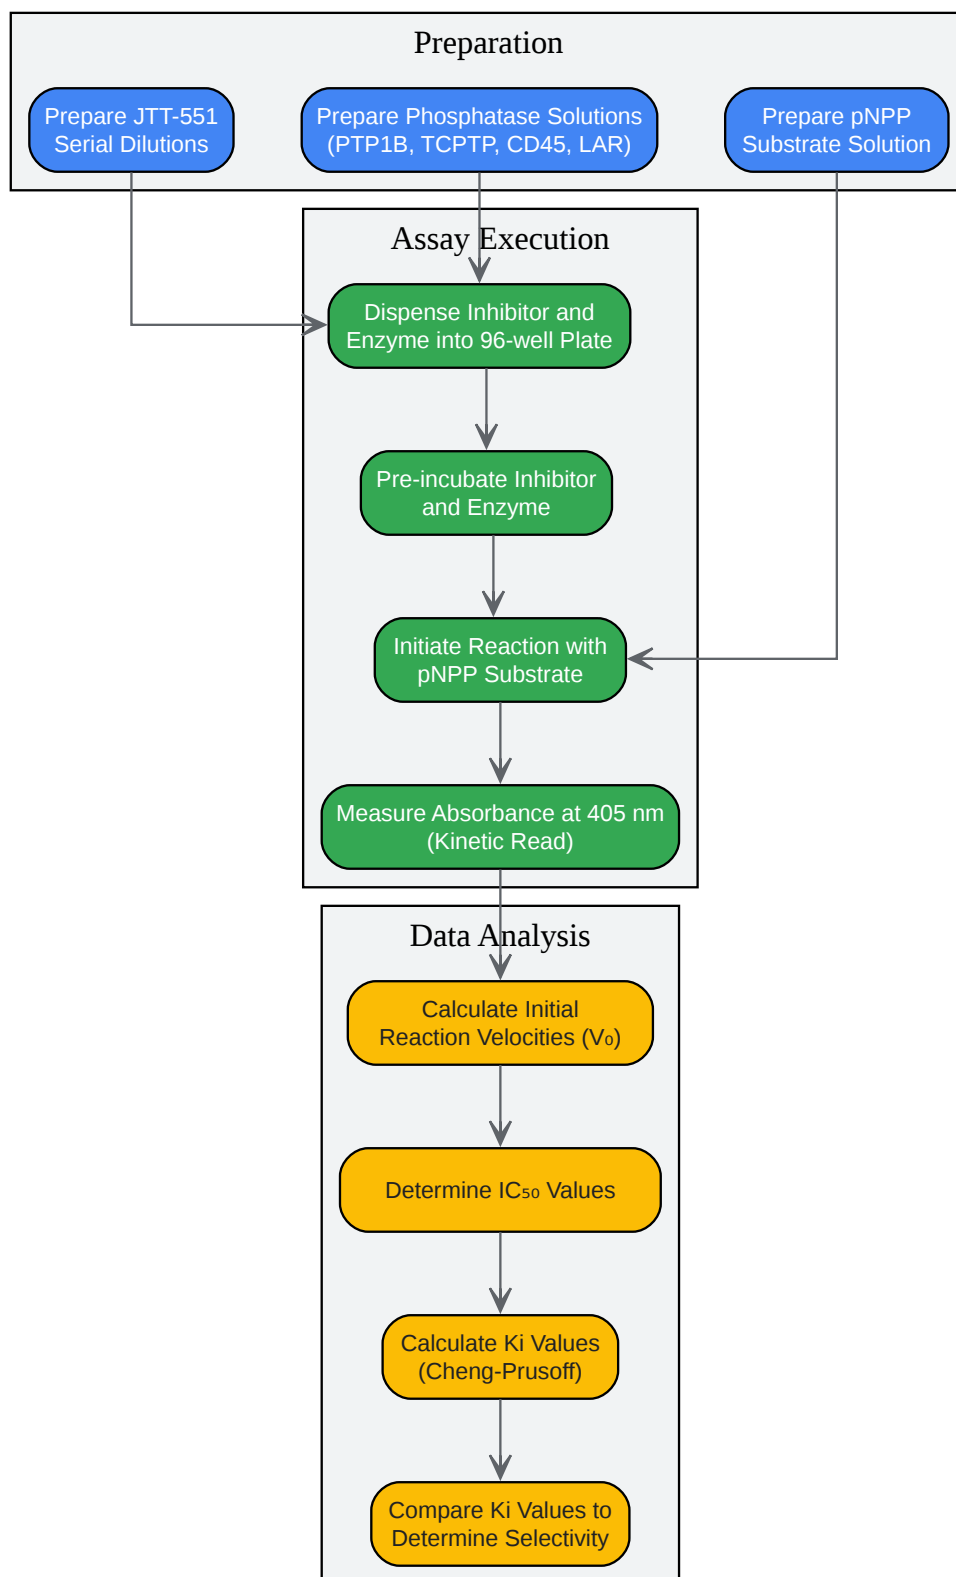 Preparation
Prepare JTT-551
Serial Dilutions
Prepare Phosphatase Solutions
(PTP1B, TCPTP, CD45, LAR)
Prepare pNPP
Substrate Solution
Assay Execution
Dispense Inhibitor and
Enzyme into 96-well Plate
Pre-incubate Inhibitor
and Enzyme
Initiate Reaction with
pNPP Substrate
Measure Absorbance at 405 nm
(Kinetic Read)
Data Analysis
Calculate Initial
Reaction Velocities (V₀)
Determine IC₅₀ Values
Calculate Ki Values
(Cheng-Prusoff)
Compare Ki Values to
Determine Selectivity